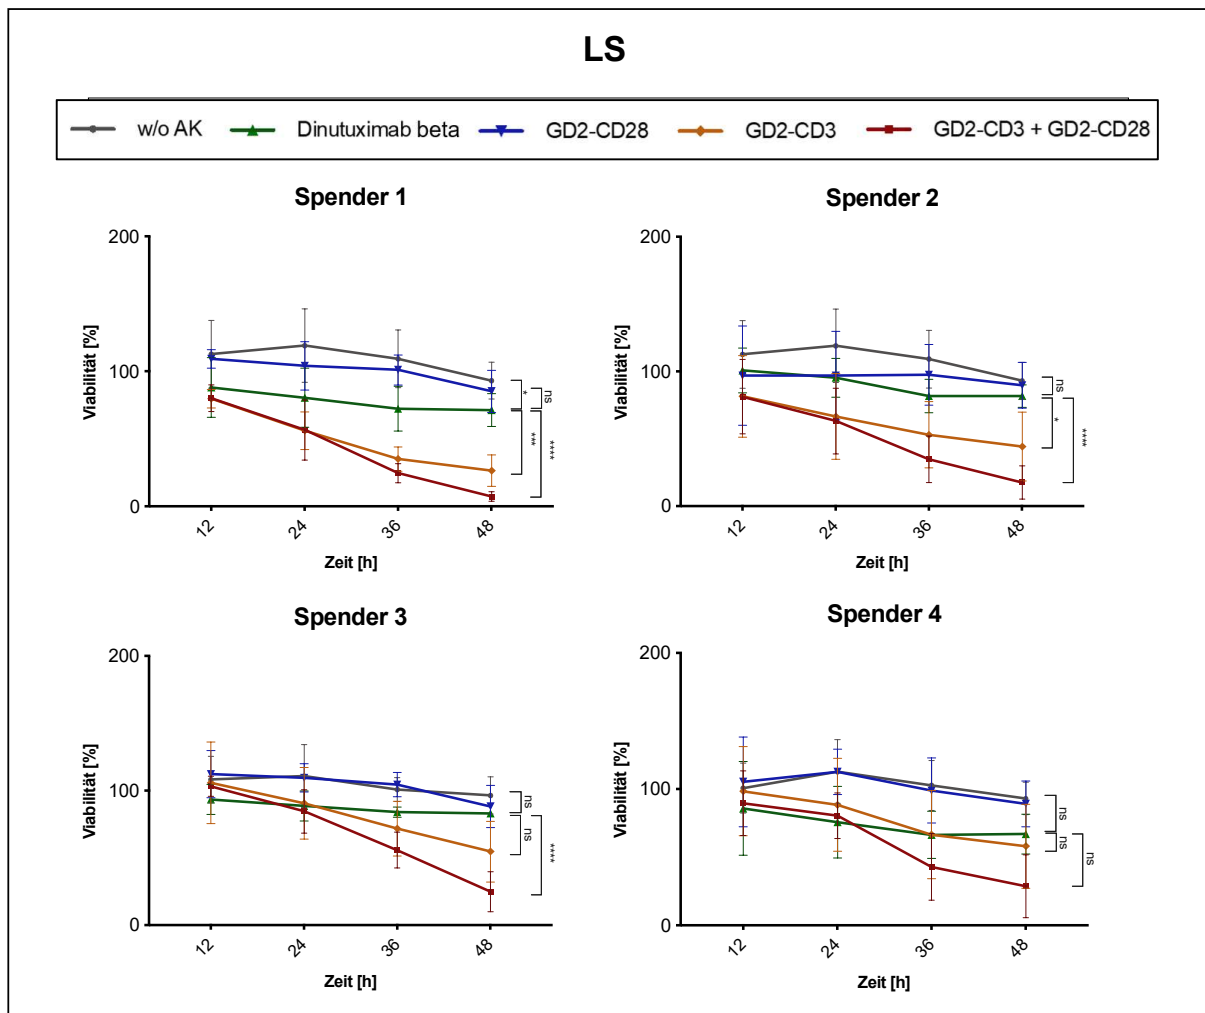 LS
w/o AK Dinutuximab beta GD2-CD28 GD2-CD3 GD2-CD3 + GD2-CD28
Spender 1
Viabilität [%]
200
100
0
12 24 36 48
Zeit [h]
* ns
*** ****
Spender 2
Viabilität [%]
200
100
0
12 24 36 48
Zeit [h]
ns
* ****
Spender 3
Viabilität [%]
200
100
0
12 24 36 48
Zeit [h]
ns
ns ****
Spender 4
Viabilität [%]
200
100
0
12 24 36 48
Zeit [h]
ns
ns ns